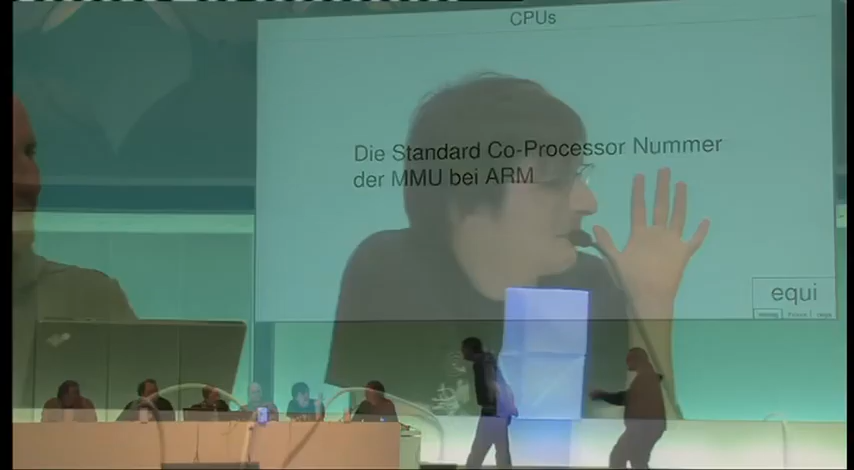 CPUs
Die Standard Co-Processor Nummer
der MMU bei ARM
equi